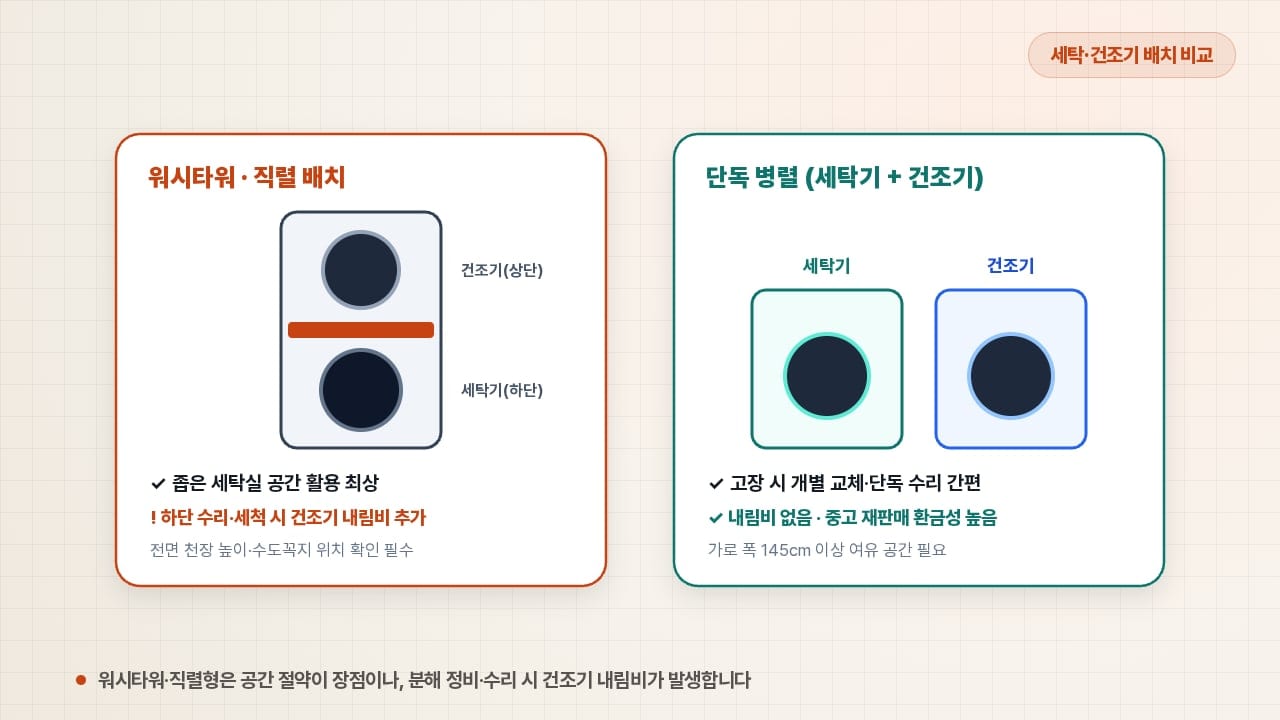 세탁·건조기 배치 비교
워시타워 · 직렬 배치
건조기(상단)
세탁기(하단)
✓ 좁은 세탁실 공간 활용 최상
! 하단 수리·세척 시 건조기 내림비 추가
전면 천장 높이·수도꼭지 위치 확인 필수
단독 병렬 (세탁기 + 건조기)
세탁기
건조기
✓ 고장 시 개별 교체·단독 수리 간편
✓ 내림비 없음 · 중고 재판매 환금성 높음
가로 폭 145cm 이상 여유 공간 필요
워시타워·직렬형은 공간 절약이 장점이나, 분해 정비·수리 시 건조기 내림비가 발생합니다